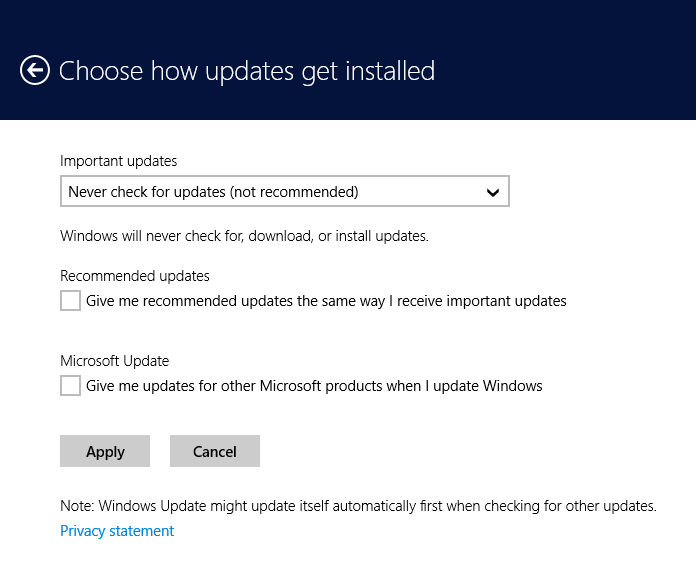 Choose how updates get installed
Important updates
Never check for updates (not recommended)
Windows will never check for, download, or install updates.
Recommended updates
Give me recommended updates the same way I receive important updates
Microsoft Update
Give me updates for other Microsoft products when I update Windows
Apply Cancel
Note: Windows Update might update itself automatically first when checking for other updates.
Privacy statement